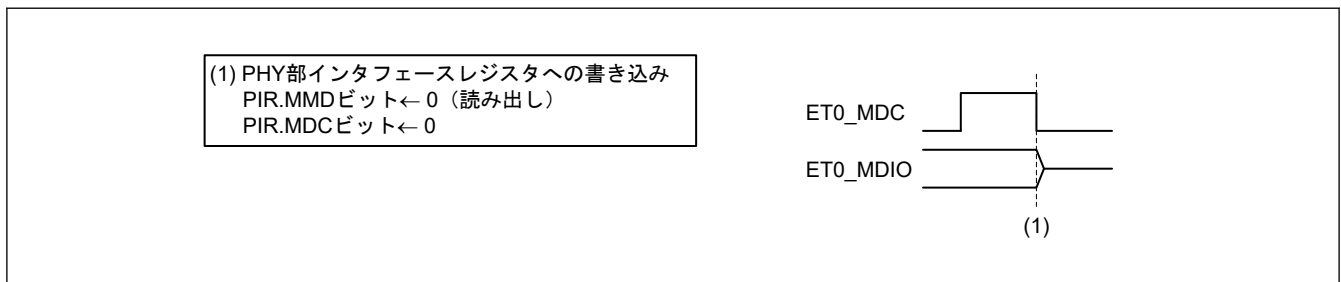 (1) PHY部インタフェースレジスタへの書き込み
PIR.MMDビット← 0（読み出し）
PIR.MDCビット← 0
ET0_MDC
ET0_MDIO
(1)